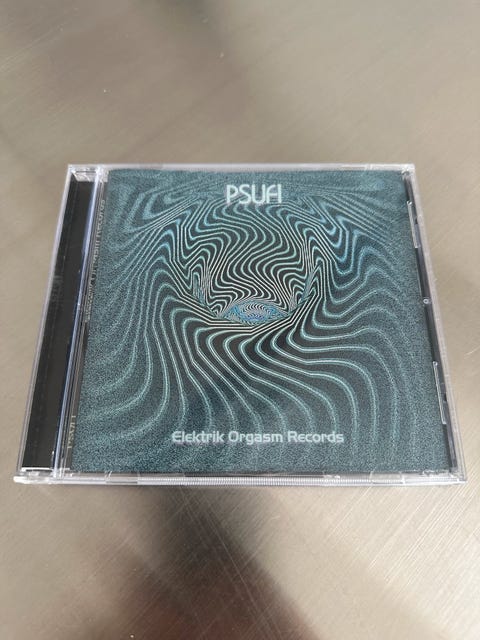 PSUFI
Elektrik Orgasm Records